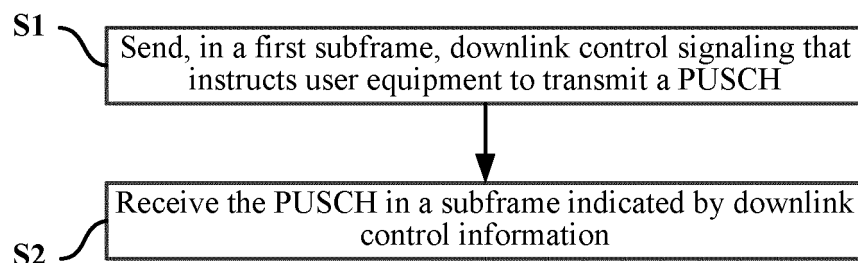 S1
Send, in a first subframe, downlink control signaling that
instructs user equipment to transmit a PUSCH
Receive the PUSCH in a subframe indicated by downlink
control information
S2